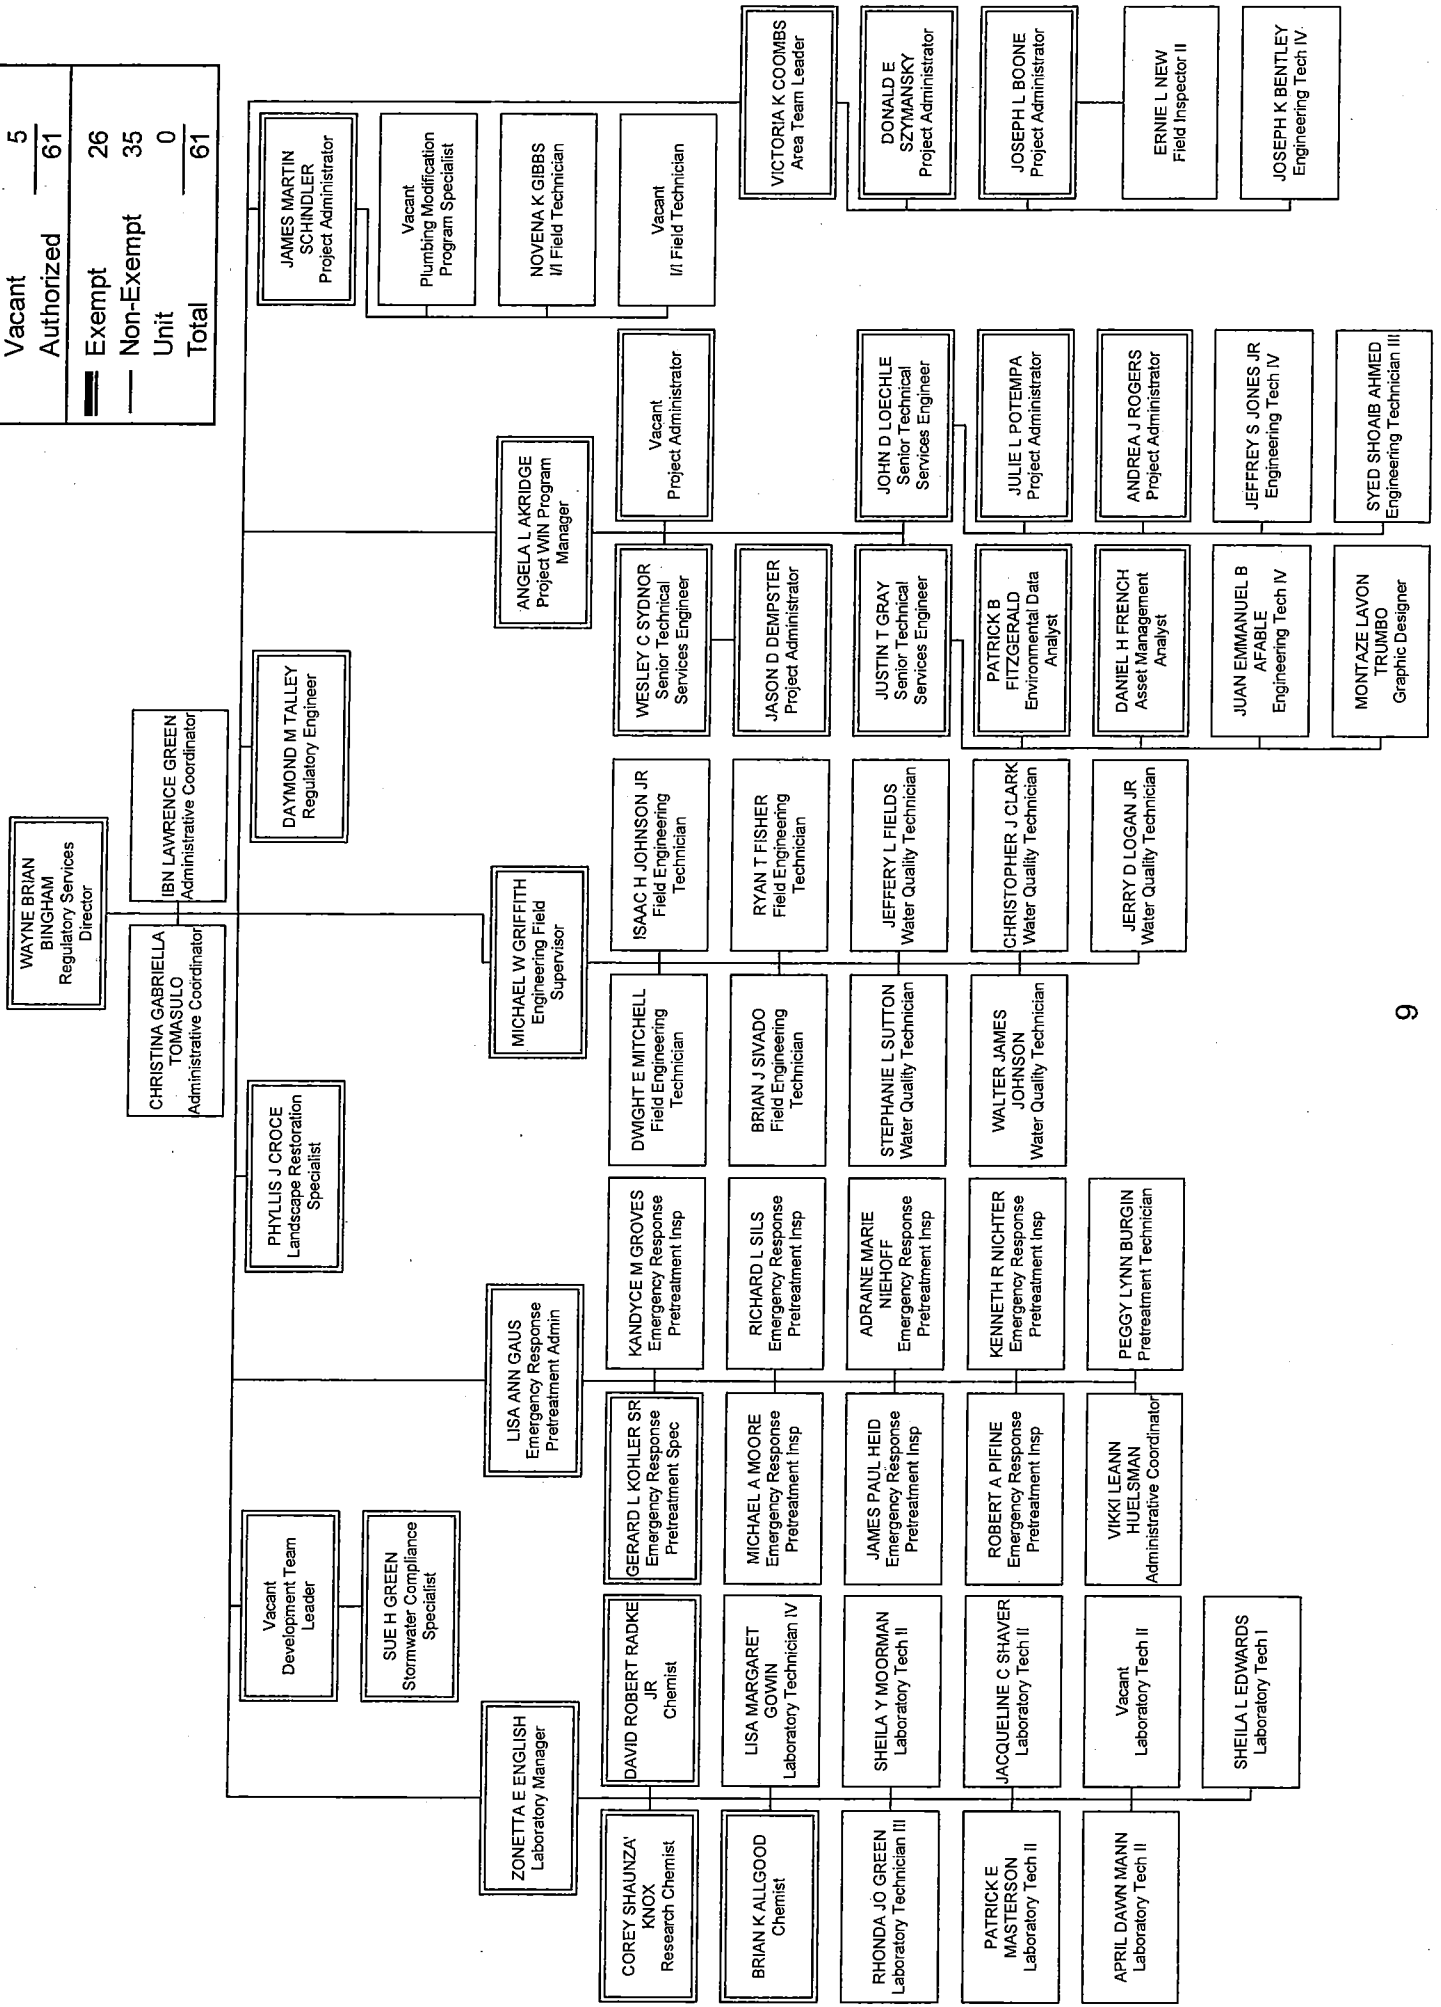 Vacant 5
Authorized 61
Exempt 26
Non-Exempt 35
Unit 0
Total 61
WAYNE BRIAN
BINGHAM
Regulatory Services
Director
CHRISTINA GABRIELLA
TOMASULO
Administrative Coordinator
IBN LAWRENCE GREEN
Administrative Coordinator
Vacant
Development Team
Leader
SUE H GREEN
Stormwater Compliance
Specialist
PHYLLIS J CROCE
Landscape Restoration
Specialist
DAYMOND M TALLEY
Regulatory Engineer
JAMES MARTIN
SCHINDLER
Project Administrator
Vacant
Plumbing Modification
Program Specialist
NOVENA K GIBBS
I/I Field Technician
Vacant
I/I Field Technician
ZONETTA E ENGLISH
Laboratory Manager
COREY SHAUNZA'
KNOX
Research Chemist
DAVID ROBERT RADKE
JR
Chemist
BRIAN K ALLGOOD
Chemist
LISA MARGARET
GOWIN
Laboratory Technician IV
RHONDA JO GREEN
Laboratory Technician III
SHEILA Y MOORMAN
Laboratory Tech II
PATRICK E
MASTERSON
Laboratory Tech II
JACQUELINE C SHAVER
Laboratory Tech II
APRIL DAWN MANN
Laboratory Tech II
Vacant
Laboratory Tech II
SHEILA L EDWARDS
Laboratory Tech I
LISA ANN GAUS
Emergency Response
Pretreatment Admin
GERARD L KOHLER SR
Emergency Response
Pretreatment Spec
KANDYCE M GROVES
Emergency Response
Pretreatment Insp
MICHAEL A MOORE
Emergency Response
Pretreatment Insp
RICHARD L SILS
Emergency Response
Pretreatment Insp
JAMES PAUL HEID
Emergency Response
Pretreatment Insp
ADRAINE MARIE
NIEHOFF
Emergency Response
Pretreatment Insp
ROBERT A PIFINE
Emergency Response
Pretreatment Insp
KENNETH R NICHTER
Emergency Response
Pretreatment Insp
VIKKI LEANN
HUELSMAN
Administrative Coordinator
PEGGY LYNN BURGIN
Pretreatment Technician
MICHAEL W GRIFFITH
Engineering Field
Supervisor
DWIGHT E MITCHELL
Field Engineering
Technician
ISAAC H JOHNSON JR
Field Engineering
Technician
BRIAN J SIVADO
Field Engineering
Technician
RYAN T FISHER
Field Engineering
Technician
STEPHANIE L SUTTON
Water Quality Technician
JEFFERY L FIELDS
Water Quality Technician
WALTER JAMES
JOHNSON
Water Quality Technician
CHRISTOPHER J CLARK
Water Quality Technician
JERRY D LOGAN JR
Water Quality Technician
ANGELA L AKRIDGE
Project WIN Program
Manager
WESLEY C SYDNOR
Senior Technical
Services Engineer
Vacant
Project Administrator
JASON D DEMPSTER
Project Administrator
JUSTIN T GRAY
Senior Technical
Services Engineer
JOHN D LOECHLE
Senior Technical
Services Engineer
PATRICK B
FITZGERALD
Environmental Data
Analyst
JULIE L POTEMPA
Project Administrator
DANIEL H FRENCH
Asset Management
Analyst
ANDREA J ROGERS
Project Administrator
JUAN EMMANUEL B
AFABLE
Engineering Tech IV
JEFFREY S JONES JR
Engineering Tech IV
MONTAZE LAVON
TRUMBO
Graphic Designer
SYED SHOAIB AHMED
Engineering Technician III
VICTORIA K COOMBS
Area Team Leader
DONALD E
SZYMANSKY
Project Administrator
JOSEPH L BOONE
Project Administrator
ERNIE L NEW
Field Inspector II
JOSEPH K BENTLEY
Engineering Tech IV
9